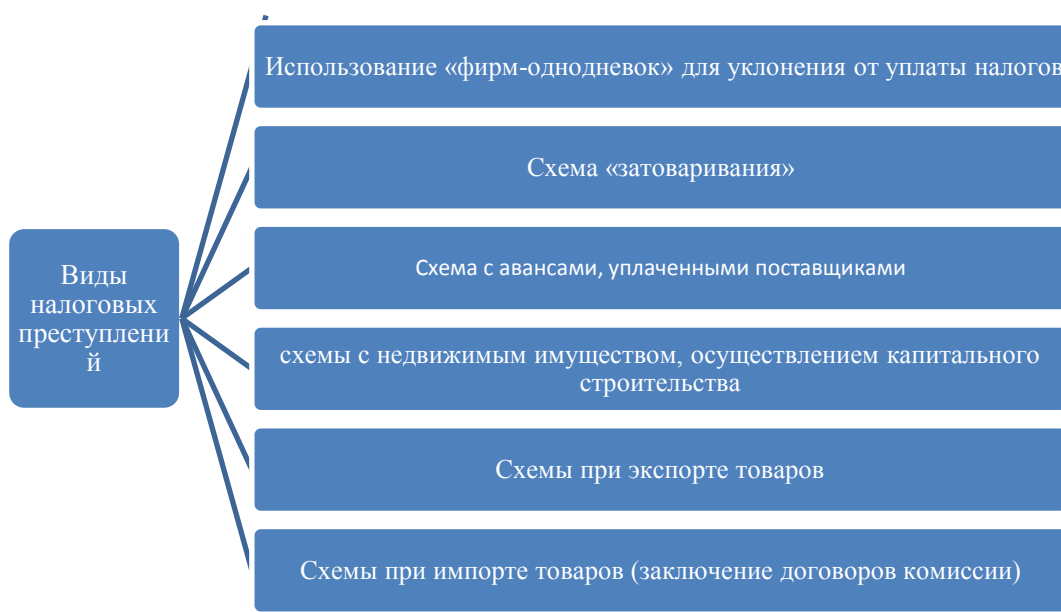 Использование «фирм-однодневок» для уклонения от уплаты налогов
Схема «затоваривания»
Виды
налоговых
преступлени
й
Схема с авансами, уплаченными поставщиками
схемы с недвижимым имуществом, осуществлением капитального
строительства
Схемы при экспорте товаров
Схемы при импорте товаров (заключение договоров комиссии)